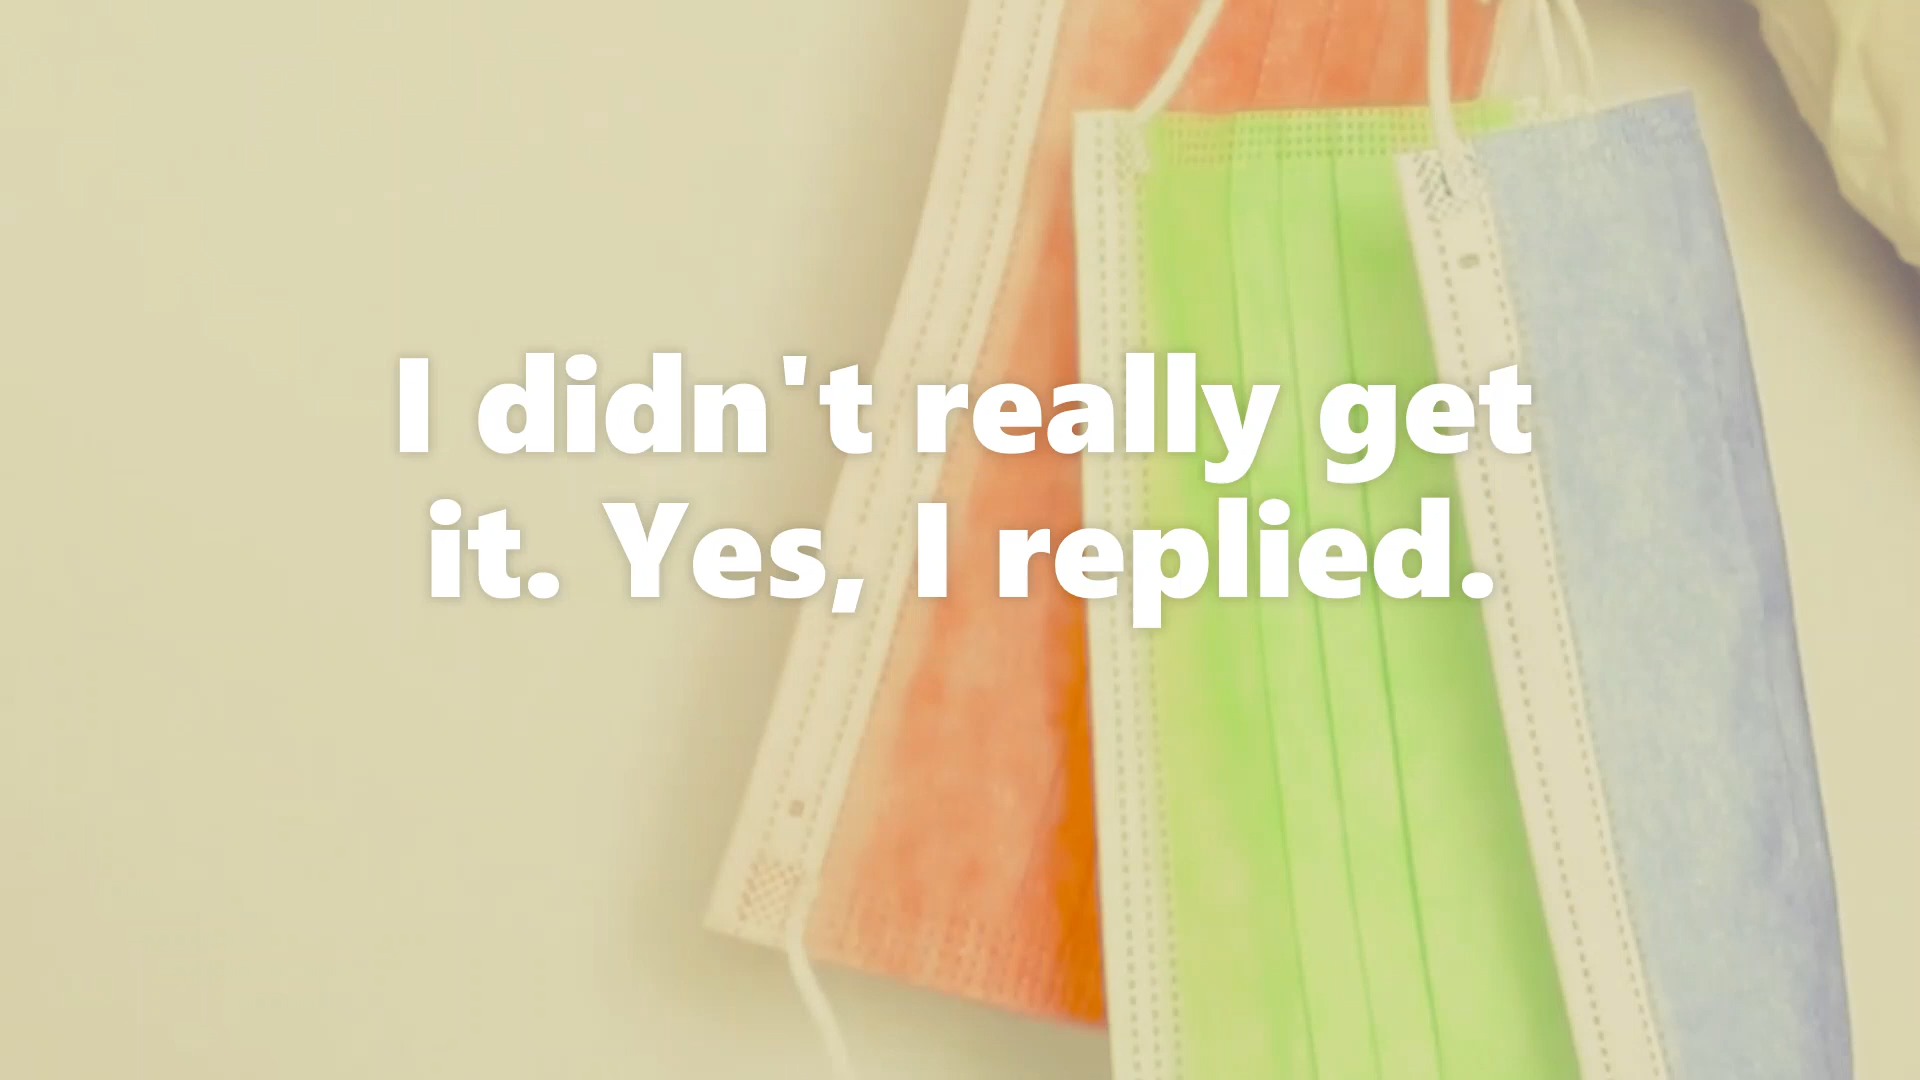 I didn't really get
it. Yes, I replied.